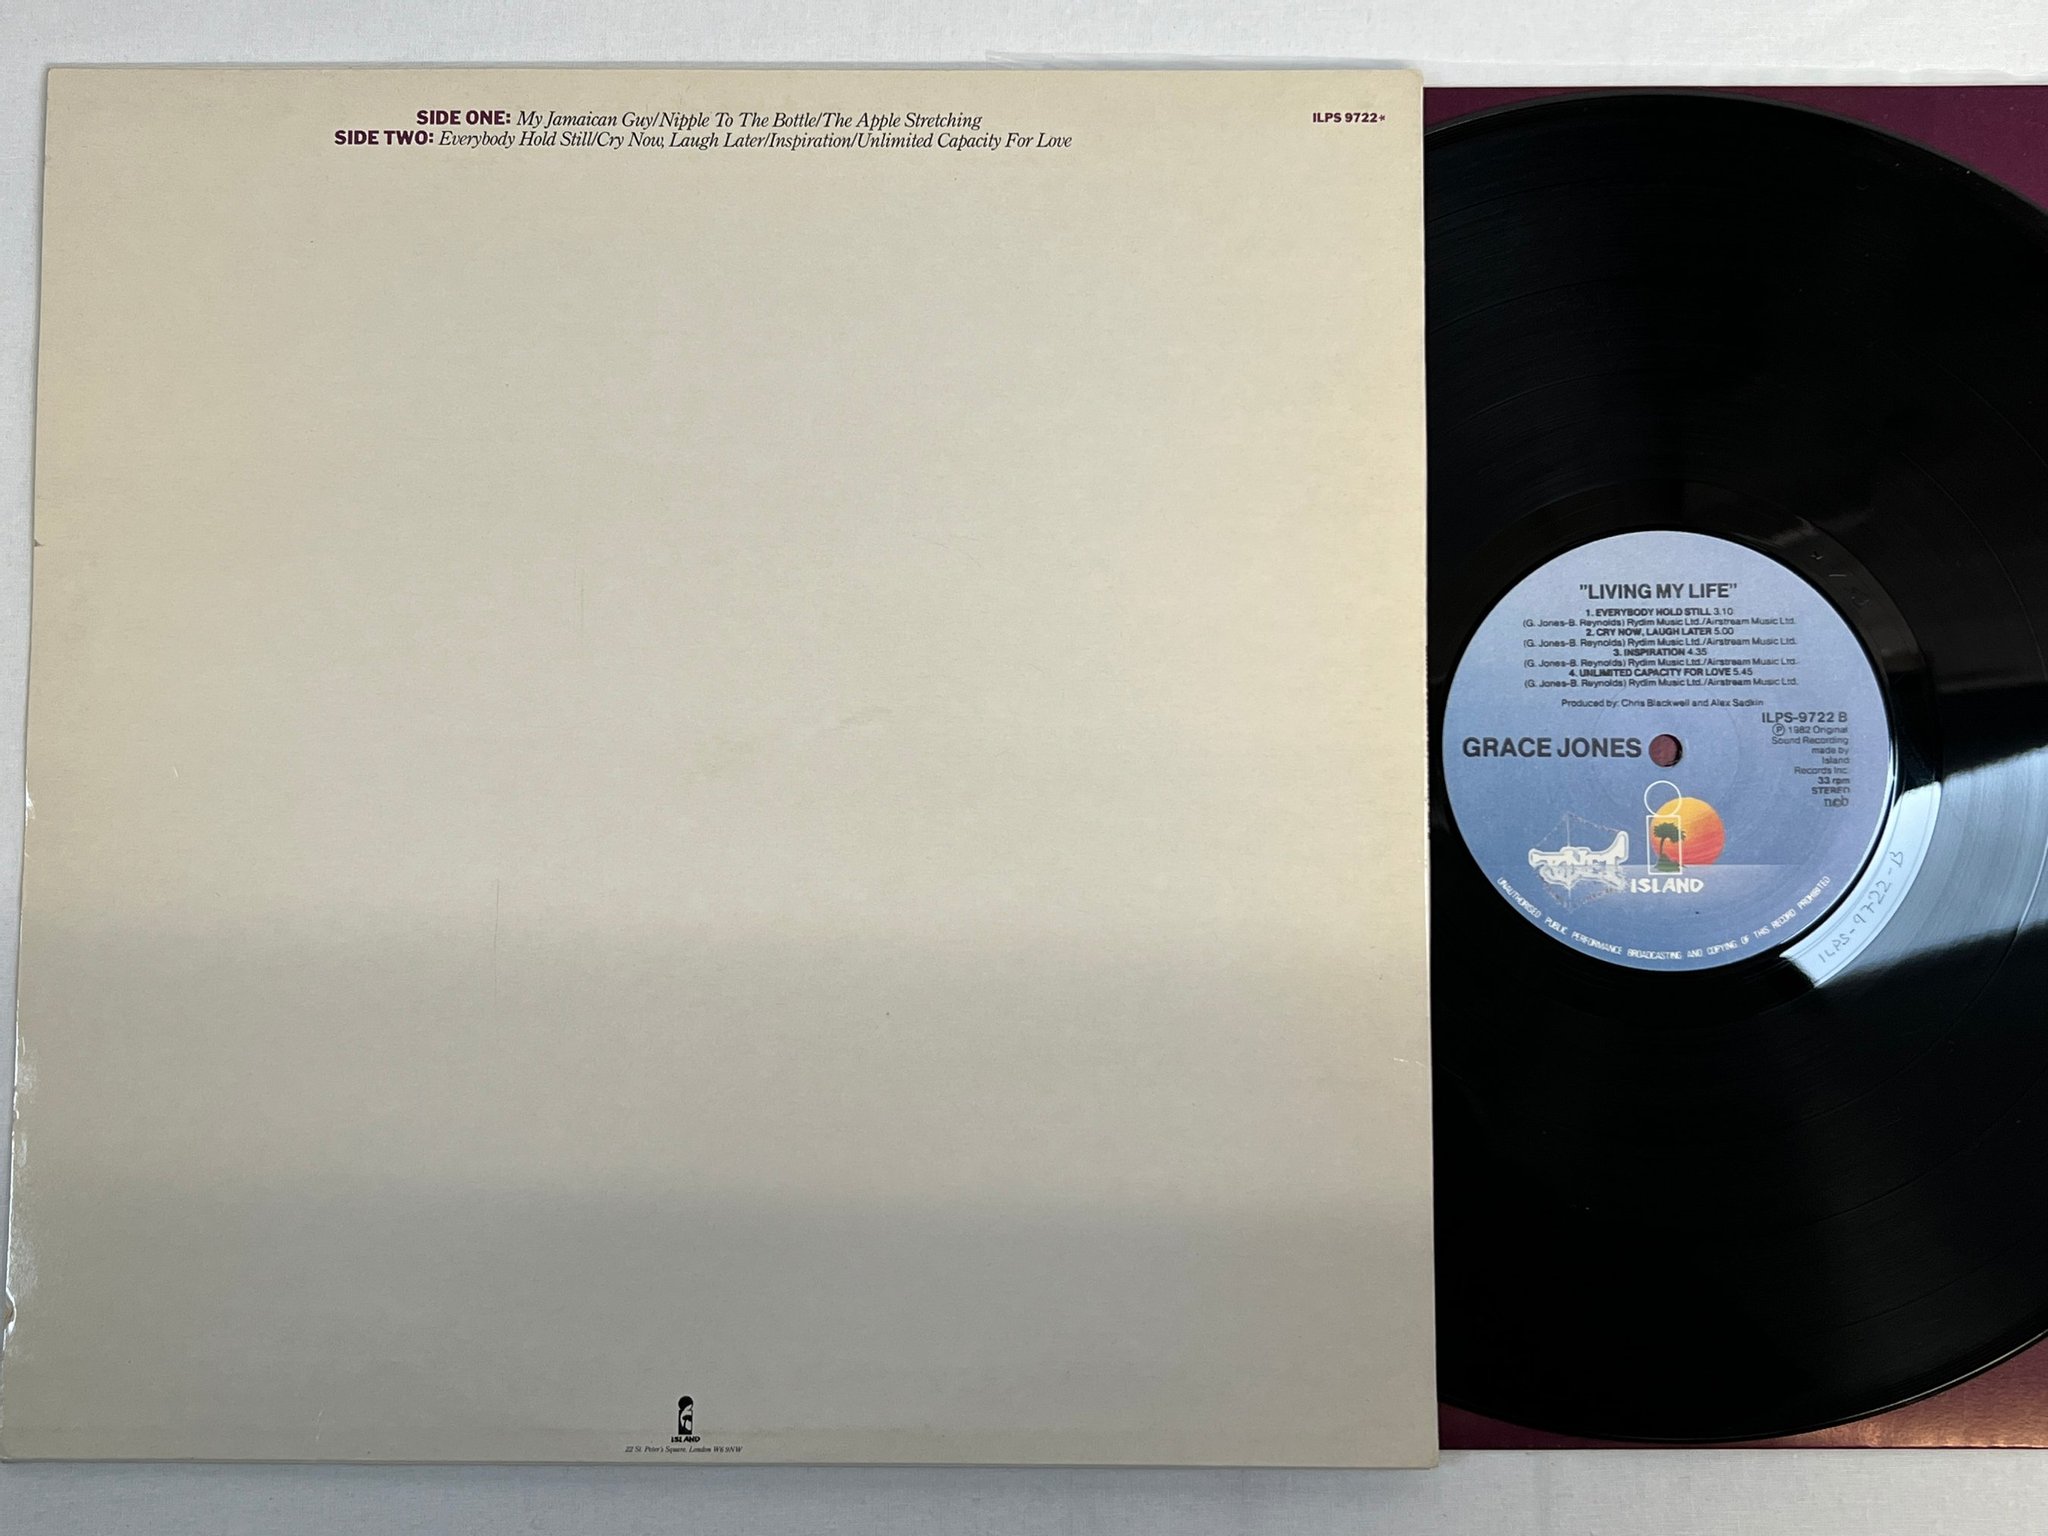 SIDE ONE: My Jamaican Guy/Nipple To The Bottle/The Apple Stretching
SIDE TWO: Everybody Hold Still/Cry Now, Laugh Later/Inspiration/Unlimited Capacity For Love
ILPS 9722*
ISLAND
22 St. Peter's Square, London W6 9NW
"LIVING MY LIFE"
1. EVERYBODY HOLD STILL 3.10
(G. Jones-B. Reynolds) Rydim Music Ltd./Airstream Music Ltd.
2. CRY NOW, LAUGH LATER 5.00
(G. Jones-B. Reynolds) Rydim Music Ltd./Airstream Music Ltd.
3. INSPIRATION 4.35
(G. Jones-B. Reynolds) Rydim Music Ltd./Airstream Music Ltd.
4. UNLIMITED CAPACITY FOR LOVE 5.45
(G. Jones-B. Reynolds) Rydim Music Ltd./Airstream Music Ltd.
Produced by: Chris Blackwell and Alex Sadkin
GRACE JONES
ILPS-9722 B
Ⓟ 1982 Original
Sound Recording
made by
Island
Records Inc.
33 rpm
STEREO
ncb
ISLAND
UNAUTHORISED PUBLIC PERFORMANCE BROADCASTING AND COPYING OF THIS RECORD PROHIBITED
ILPS-9722-B